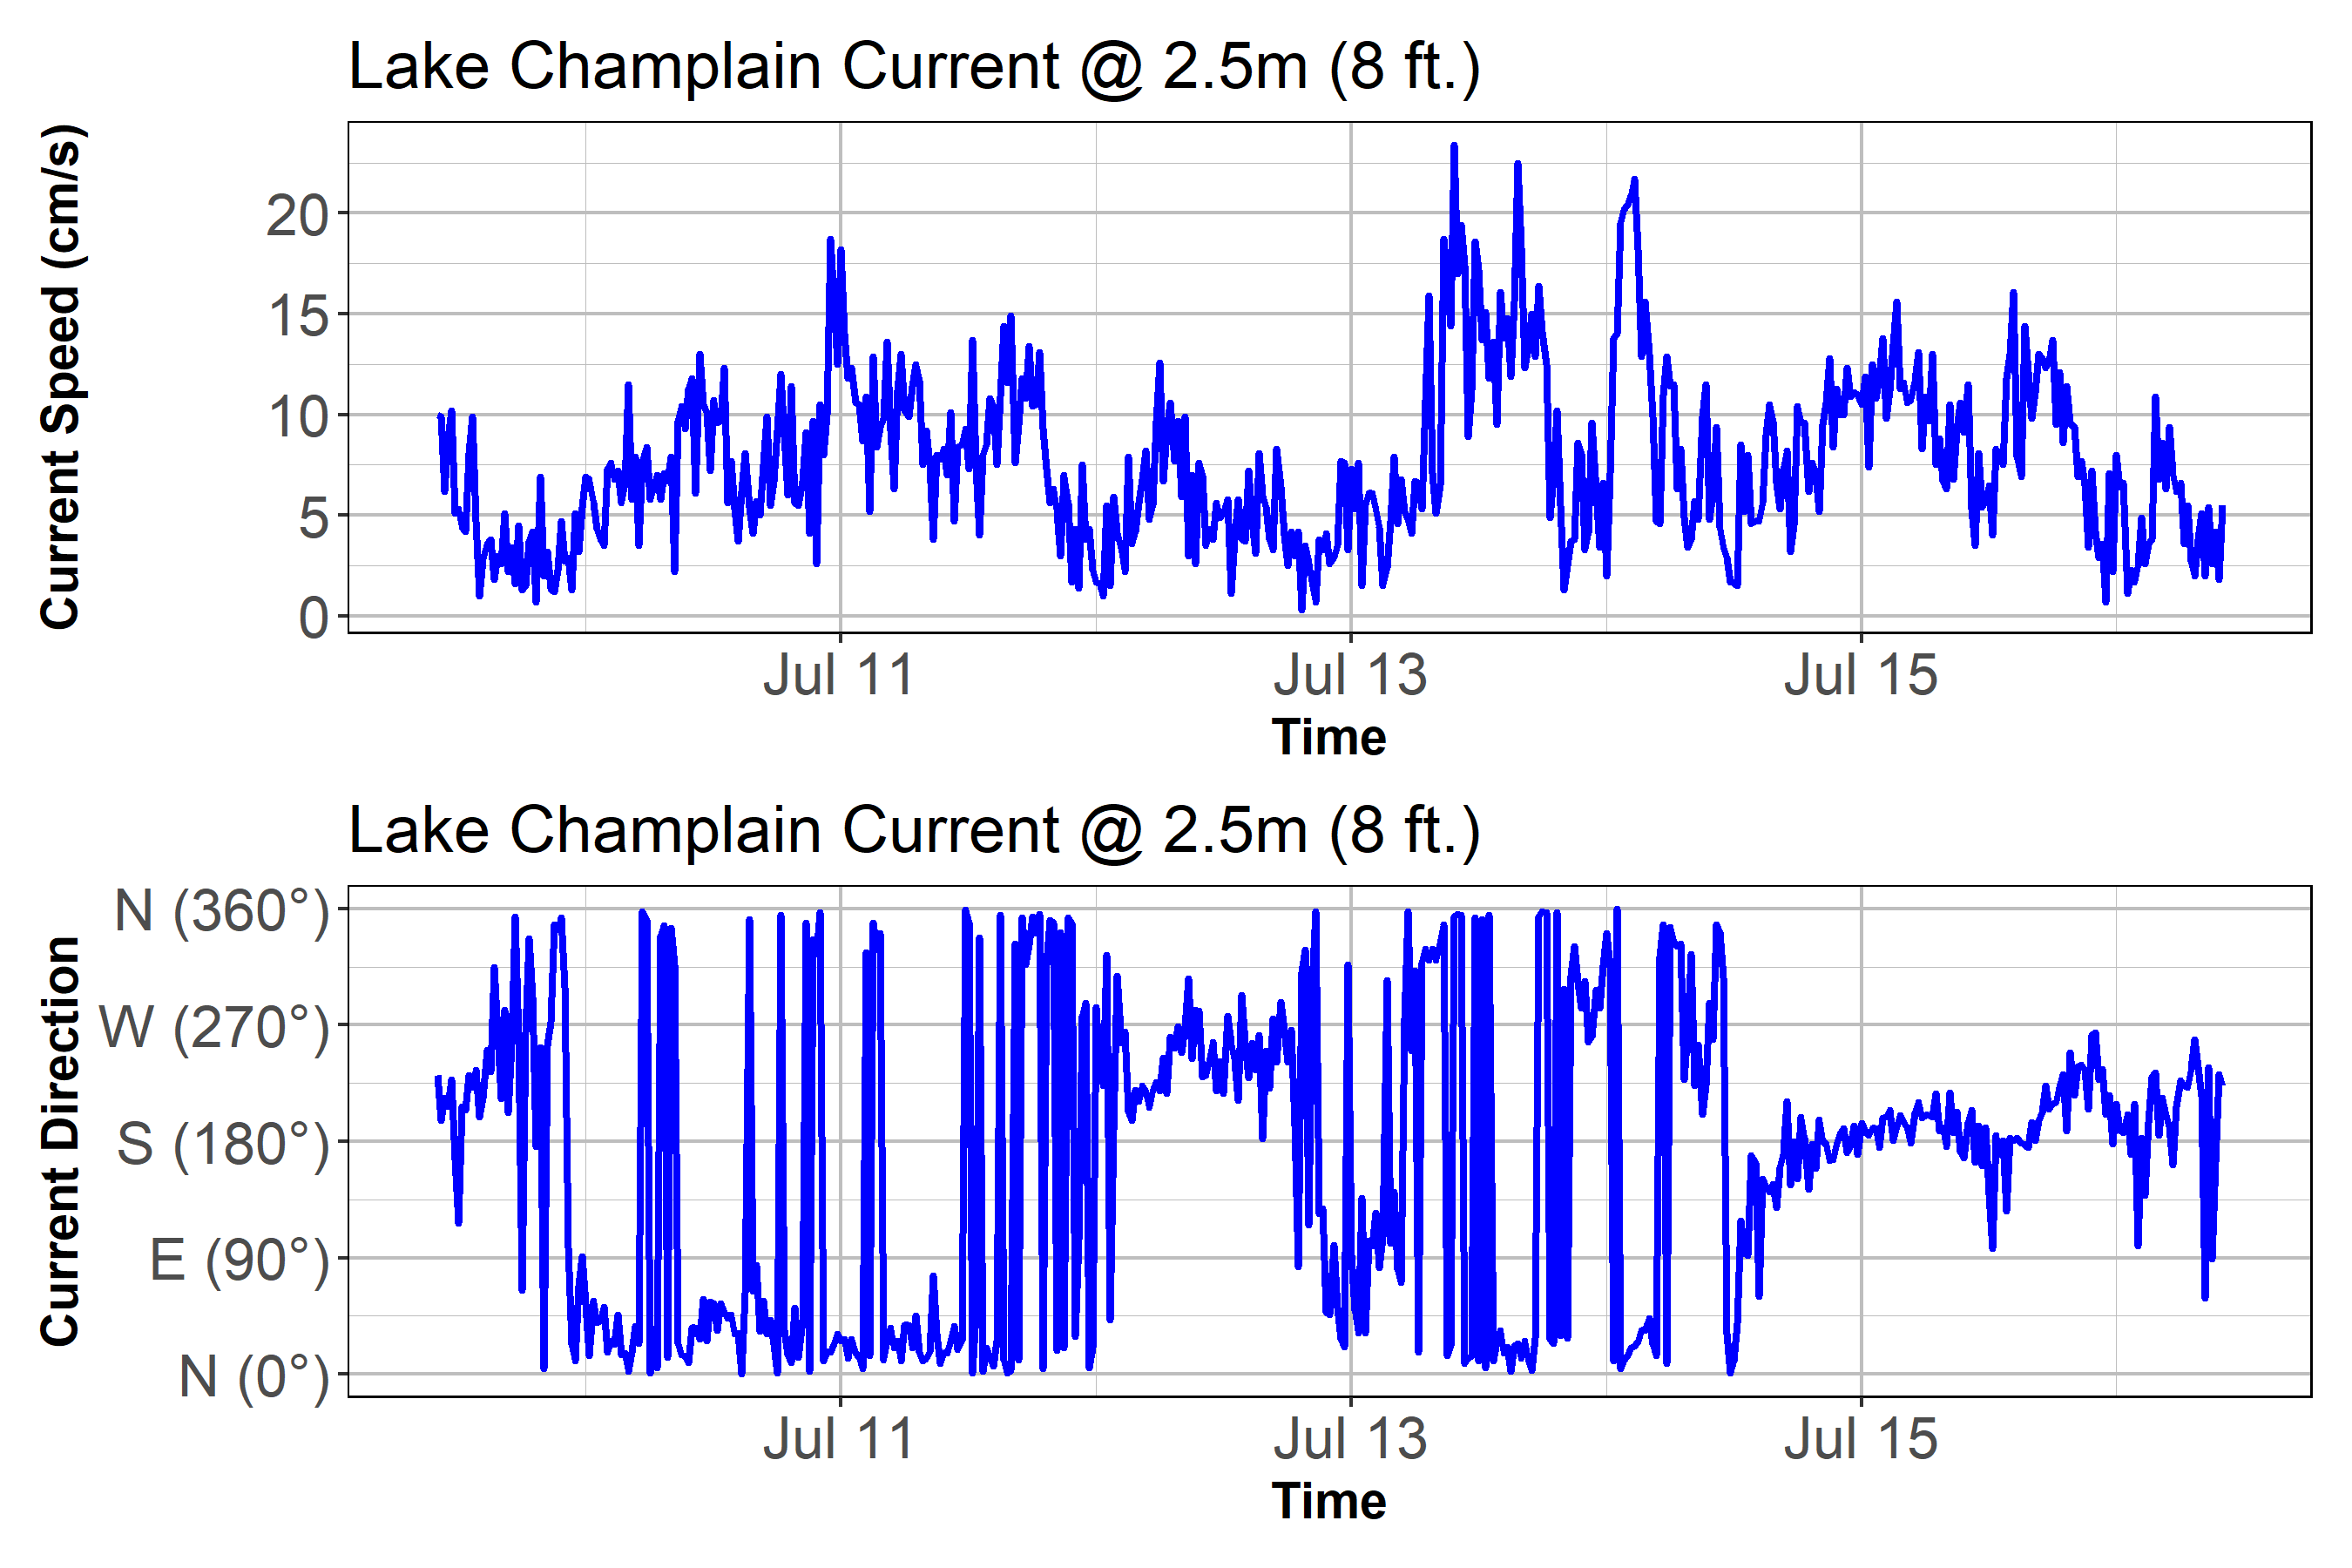 Lake Champlain Current @ 2.5m (8 ft.)
Current Speed (cm/s)
20
15
10
5
0
Jul 11 Jul 13 Jul 15
Time
Lake Champlain Current @ 2.5m (8 ft.)
Current Direction
N (360°)
W (270°)
S (180°)
E (90°)
N (0°)
Jul 11 Jul 13 Jul 15
Time